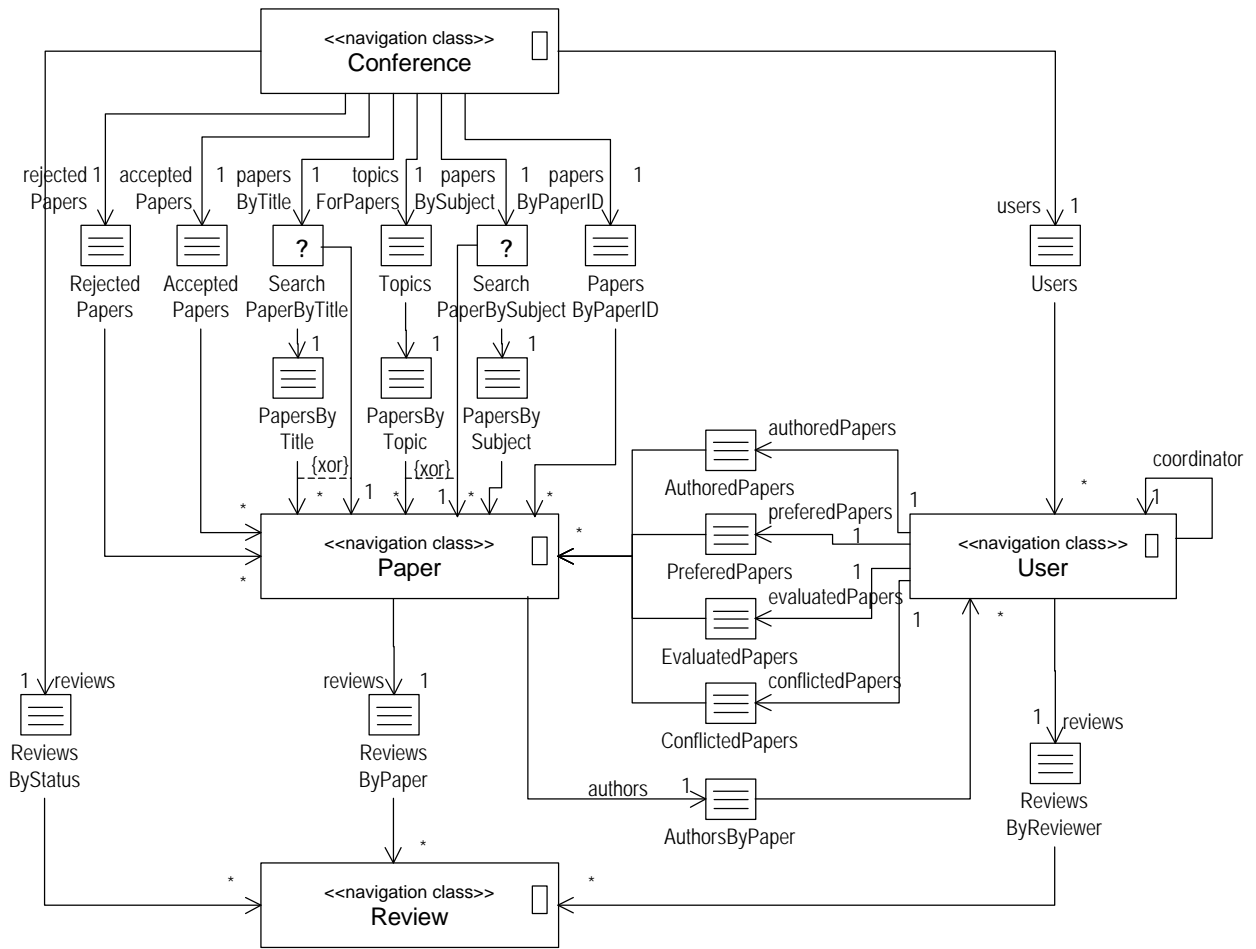 <<navigation class>>
Conference
rejected 1
Papers
accepted
Papers
1
papers
ByTitle
1
topics
ForPapers
1
papers
BySubject
1
papers
ByPaperID
1
users
1
?
?
Rejected
Papers
Accepted
Papers
Search
PaperByTitle
Topics
Search
PaperBySubject
Papers
ByPaperID
Users
1
1
1
PapersBy
Title
PapersBy
Topic
PapersBy
Subject
{xor}
{xor}
*
1
*
1
*
*
*
*
authoredPapers
AuthoredPapers
1
preferedPapers
PreferedPapers
1
evaluatedPapers
EvaluatedPapers
1
conflictedPapers
ConflictedPapers
1
*
coordinator
1
*
<<navigation class>>
Paper
<<navigation class>>
User
*
1 reviews
Reviews
ByStatus
reviews 1
Reviews
ByPaper
authors
1
AuthorsByPaper
1 reviews
Reviews
ByReviewer
*
*
*
<<navigation class>>
Review